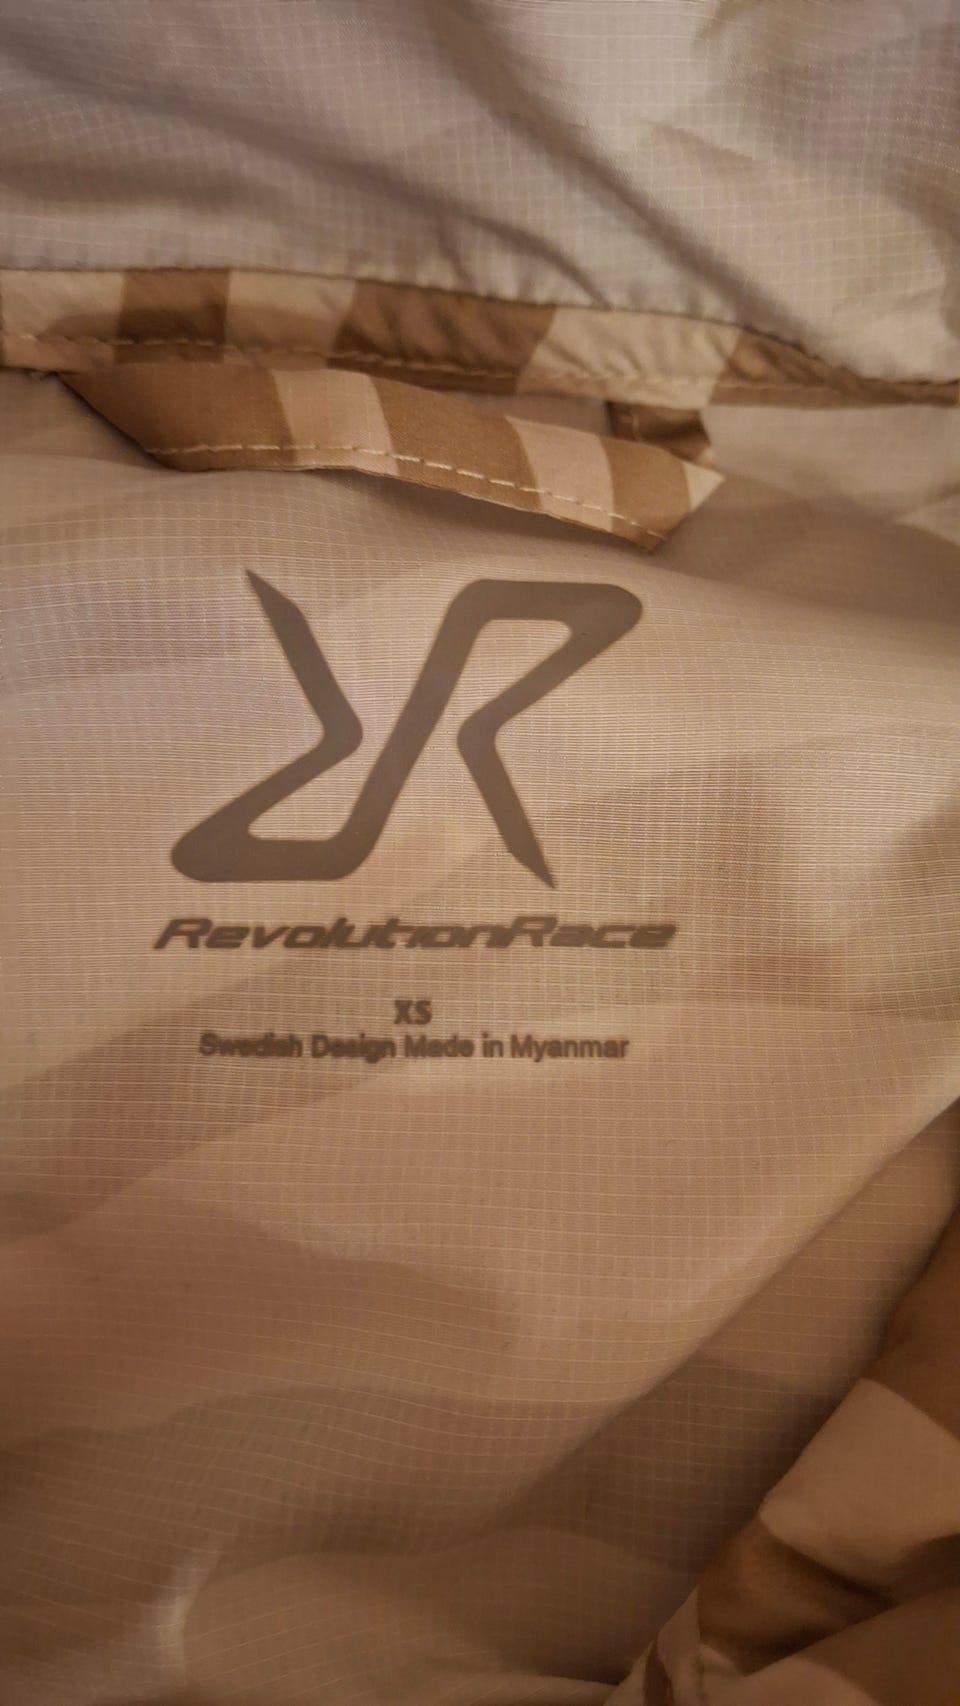 RevolutionRace
XS
Swedish Design Made in Myanmar